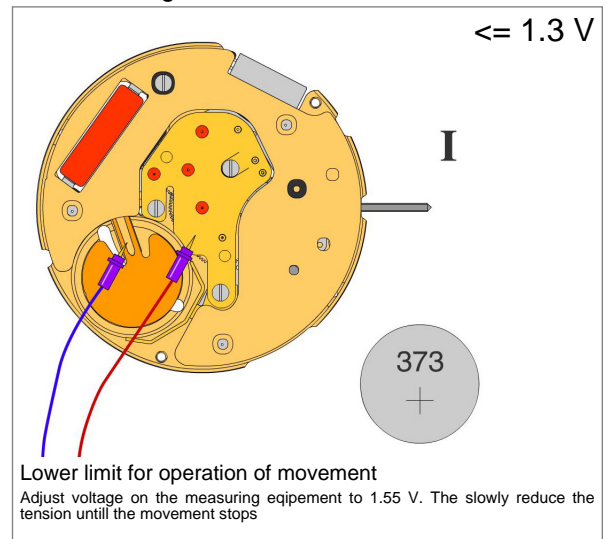 <= 1.3 V
I
373
Lower limit for operation of movement
Adjust voltage on the measuring eqipement to 1.55 V. The slowly reduce the
tension untill the movement stops